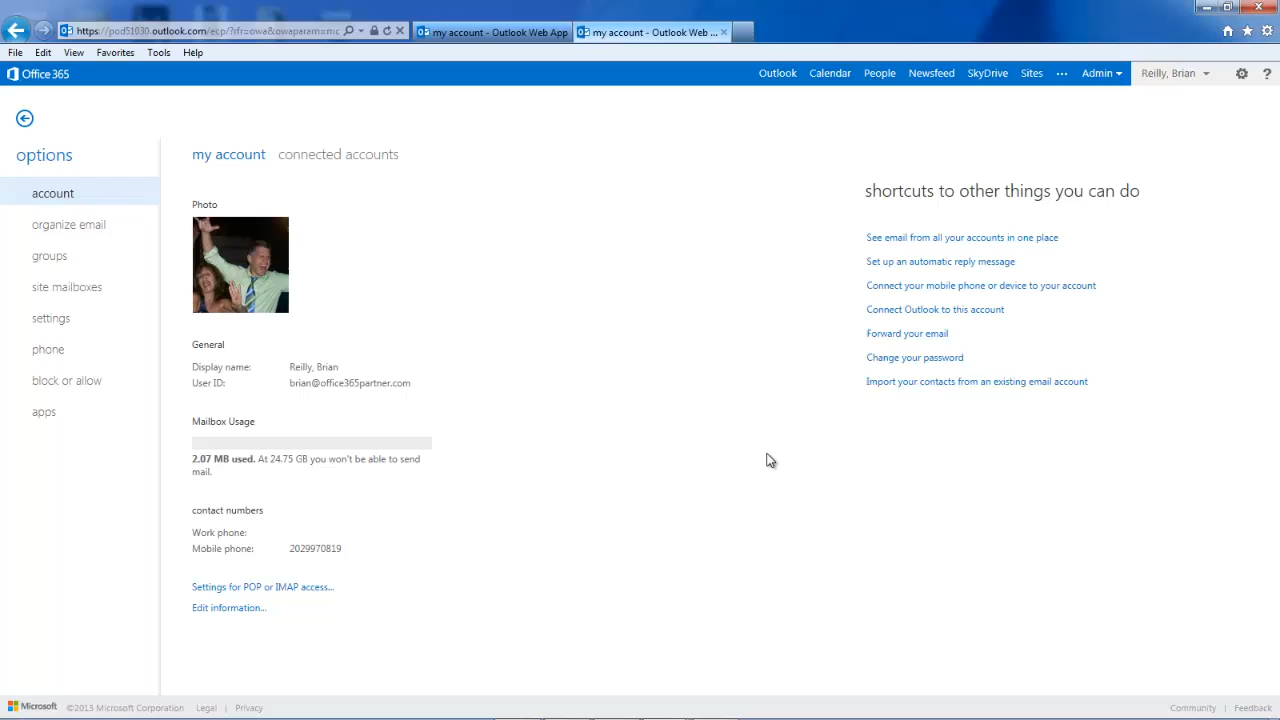 https://pod51030.outlook.com/ecp/?rfr=owa&owaparam=mc
my account - Outlook Web App
my account - Outlook Web ...
File Edit View Favorites Tools Help
Office 365
Outlook Calendar People Newsfeed SkyDrive Sites ... Admin
Reilly, Brian
?
options
account
organize email
groups
site mailboxes
settings
phone
block or allow
apps
my account connected accounts
Photo
General
Display name: Reilly, Brian
User ID: brian@office365partner.com
Mailbox Usage
2.07 MB used. At 24.75 GB you won't be able to send
mail.
contact numbers
Work phone:
Mobile phone: 2029970819
Settings for POP or IMAP access...
Edit information...
shortcuts to other things you can do
See email from all your accounts in one place
Set up an automatic reply message
Connect your mobile phone or device to your account
Connect Outlook to this account
Forward your email
Change your password
Import your contacts from an existing email account
Microsoft ©2013 Microsoft Corporation Legal | Privacy
Community | Feedback